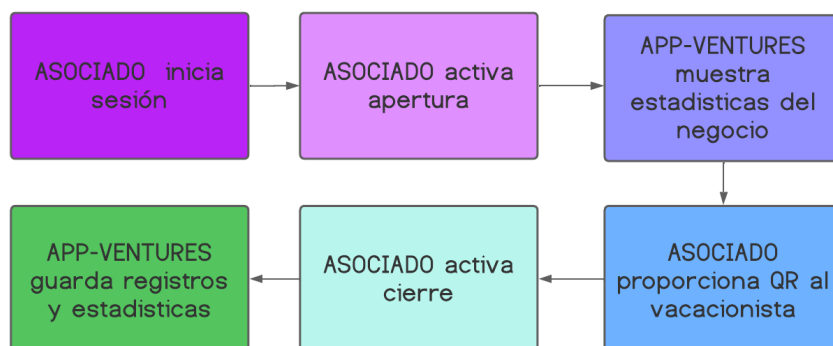 ASOCIADO inicia
sesión
ASOCIADO activa
apertura
APP-VENTURES
muestra
estadisticas del
negocio
ASOCIADO
proporciona QR al
vacacionista
ASOCIADO activa
cierre
APP-VENTURES
guarda registros
y estadisticas